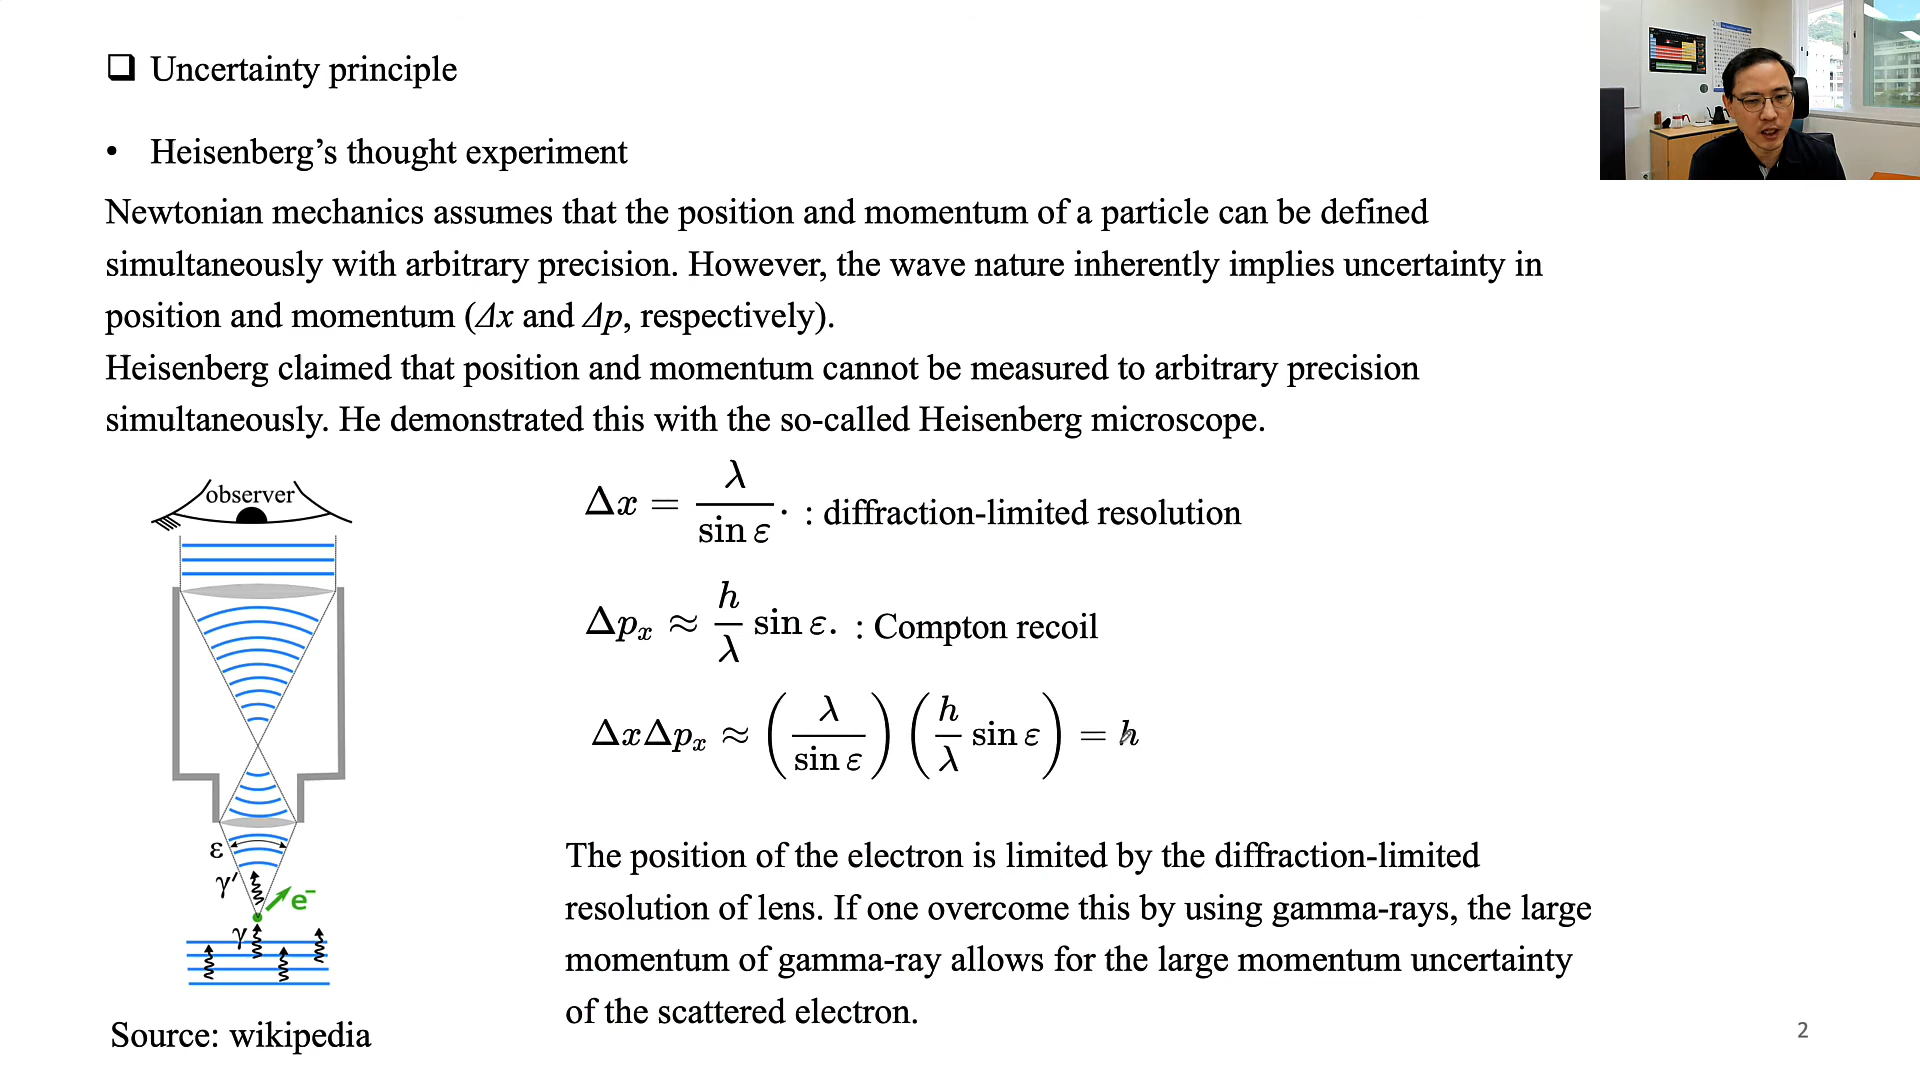 ❑ Uncertainty principle
• Heisenberg’s thought experiment
Newtonian mechanics assumes that the position and momentum of a particle can be defined
simultaneously with arbitrary precision. However, the wave nature inherently implies uncertainty in
position and momentum (Δx and Δp, respectively).
Heisenberg claimed that position and momentum cannot be measured to arbitrary precision
simultaneously. He demonstrated this with the so-called Heisenberg microscope.
observer
ε
γ'
e⁻
γ
Source: wikipedia
Δx = λ / sin ε . : diffraction-limited resolution
Δpₓ ≈ h / λ sin ε. : Compton recoil
ΔxΔpₓ ≈ (λ / sin ε) (h / λ sin ε) = h
The position of the electron is limited by the diffraction-limited
resolution of lens. If one overcome this by using gamma-rays, the large
momentum of gamma-ray allows for the large momentum uncertainty
of the scattered electron.
2